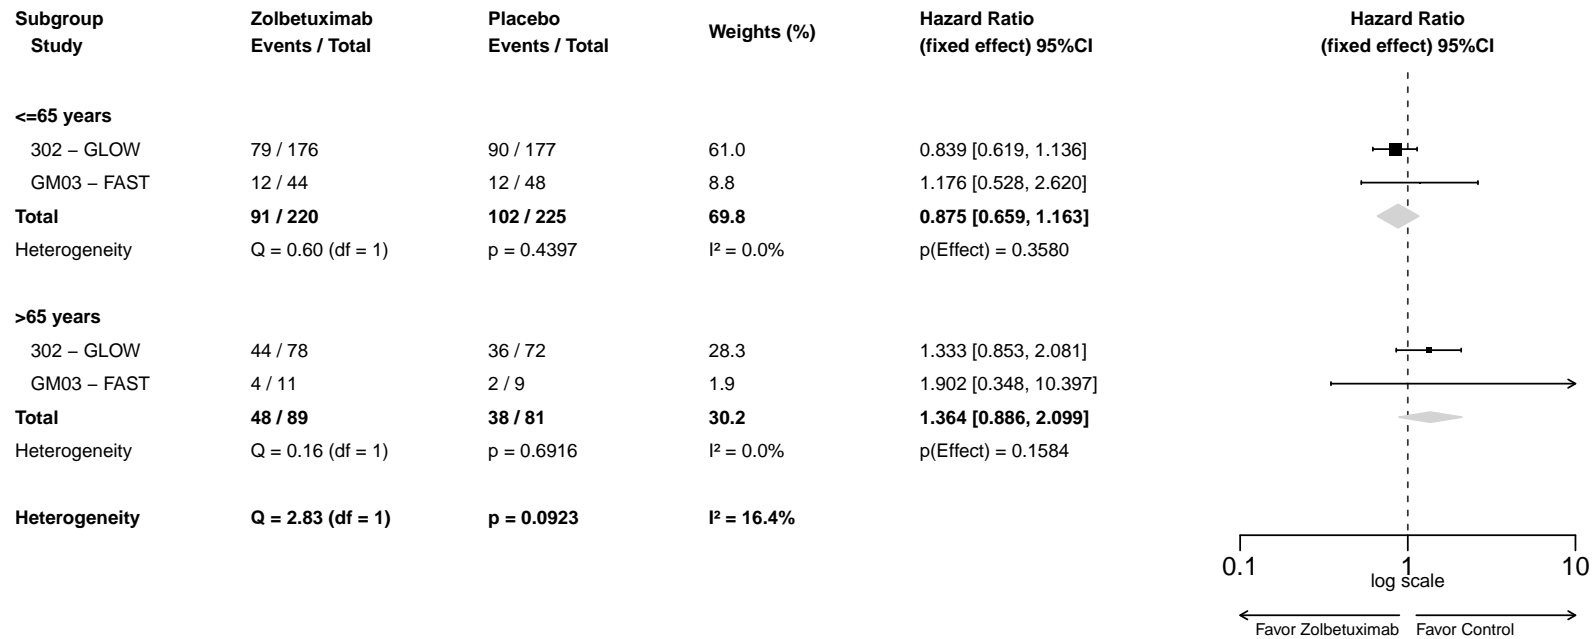 Subgroup Zolbetuximab Placebo Weights (%) Hazard Ratio Hazard Ratio
Study Events / Total Events / Total (fixed effect) 95%CI (fixed effect) 95%CI
<=65 years
302 – GLOW 79 / 176 90 / 177 61.0 0.839 [0.619, 1.136]
GM03 – FAST 12 / 44 12 / 48 8.8 1.176 [0.528, 2.620]
Total 91 / 220 102 / 225 69.8 0.875 [0.659, 1.163]
Heterogeneity Q = 0.60 (df = 1) p = 0.4397 I² = 0.0% p(Effect) = 0.3580
>65 years
302 – GLOW 44 / 78 36 / 72 28.3 1.333 [0.853, 2.081]
GM03 – FAST 4 / 11 2 / 9 1.9 1.902 [0.348, 10.397]
Total 48 / 89 38 / 81 30.2 1.364 [0.886, 2.099]
Heterogeneity Q = 0.16 (df = 1) p = 0.6916 I² = 0.0% p(Effect) = 0.1584
Heterogeneity Q = 2.83 (df = 1) p = 0.0923 I² = 16.4%
0.1 1 10
log scale
Favor Zolbetuximab Favor Control